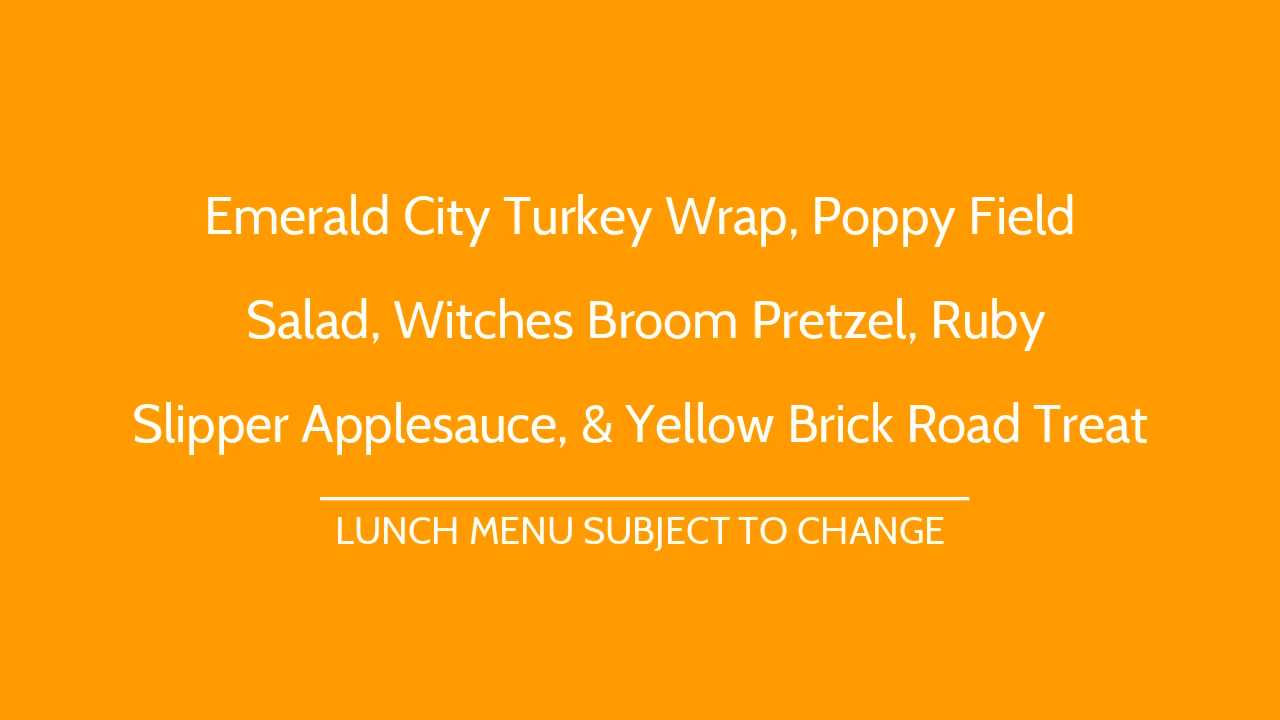 Emerald City Turkey Wrap, Poppy Field
Salad, Witches Broom Pretzel, Ruby
Slipper Applesauce, & Yellow Brick Road Treat
LUNCH MENU SUBJECT TO CHANGE